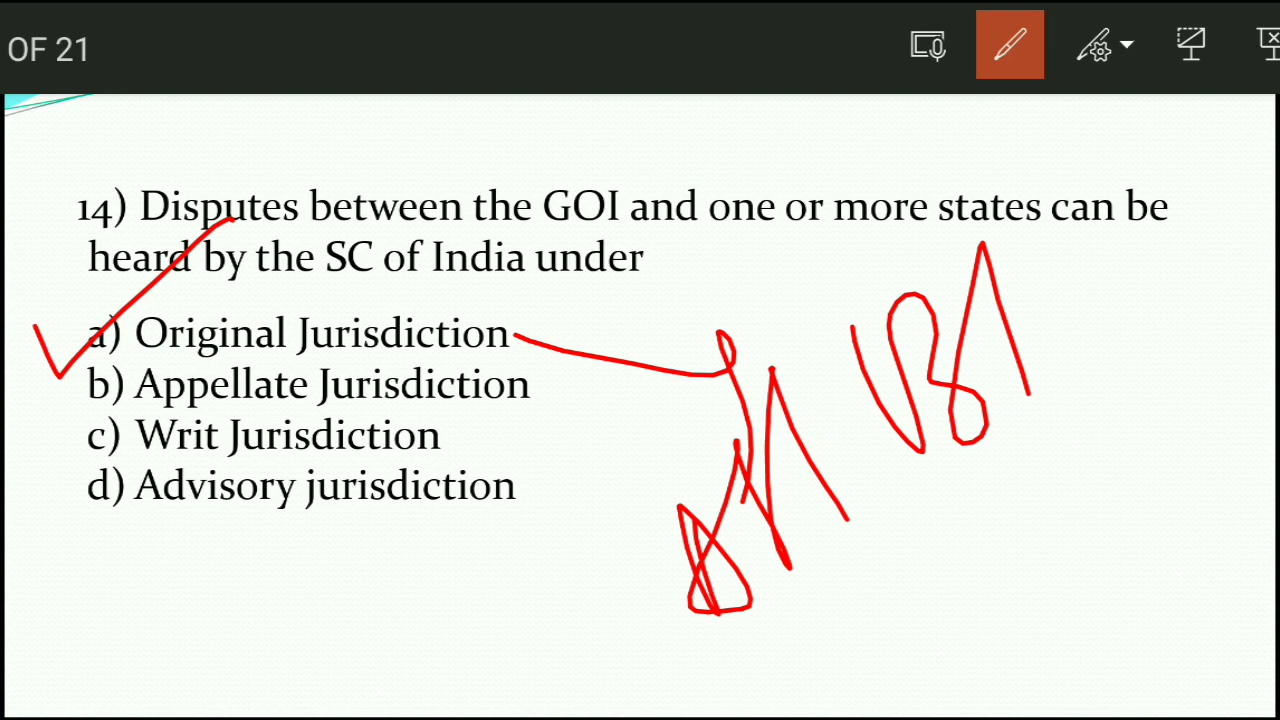 OF 21
14) Disputes between the GOI and one or more states can be
heard by the SC of India under
a) Original Jurisdiction
b) Appellate Jurisdiction
c) Writ Jurisdiction
d) Advisory jurisdiction